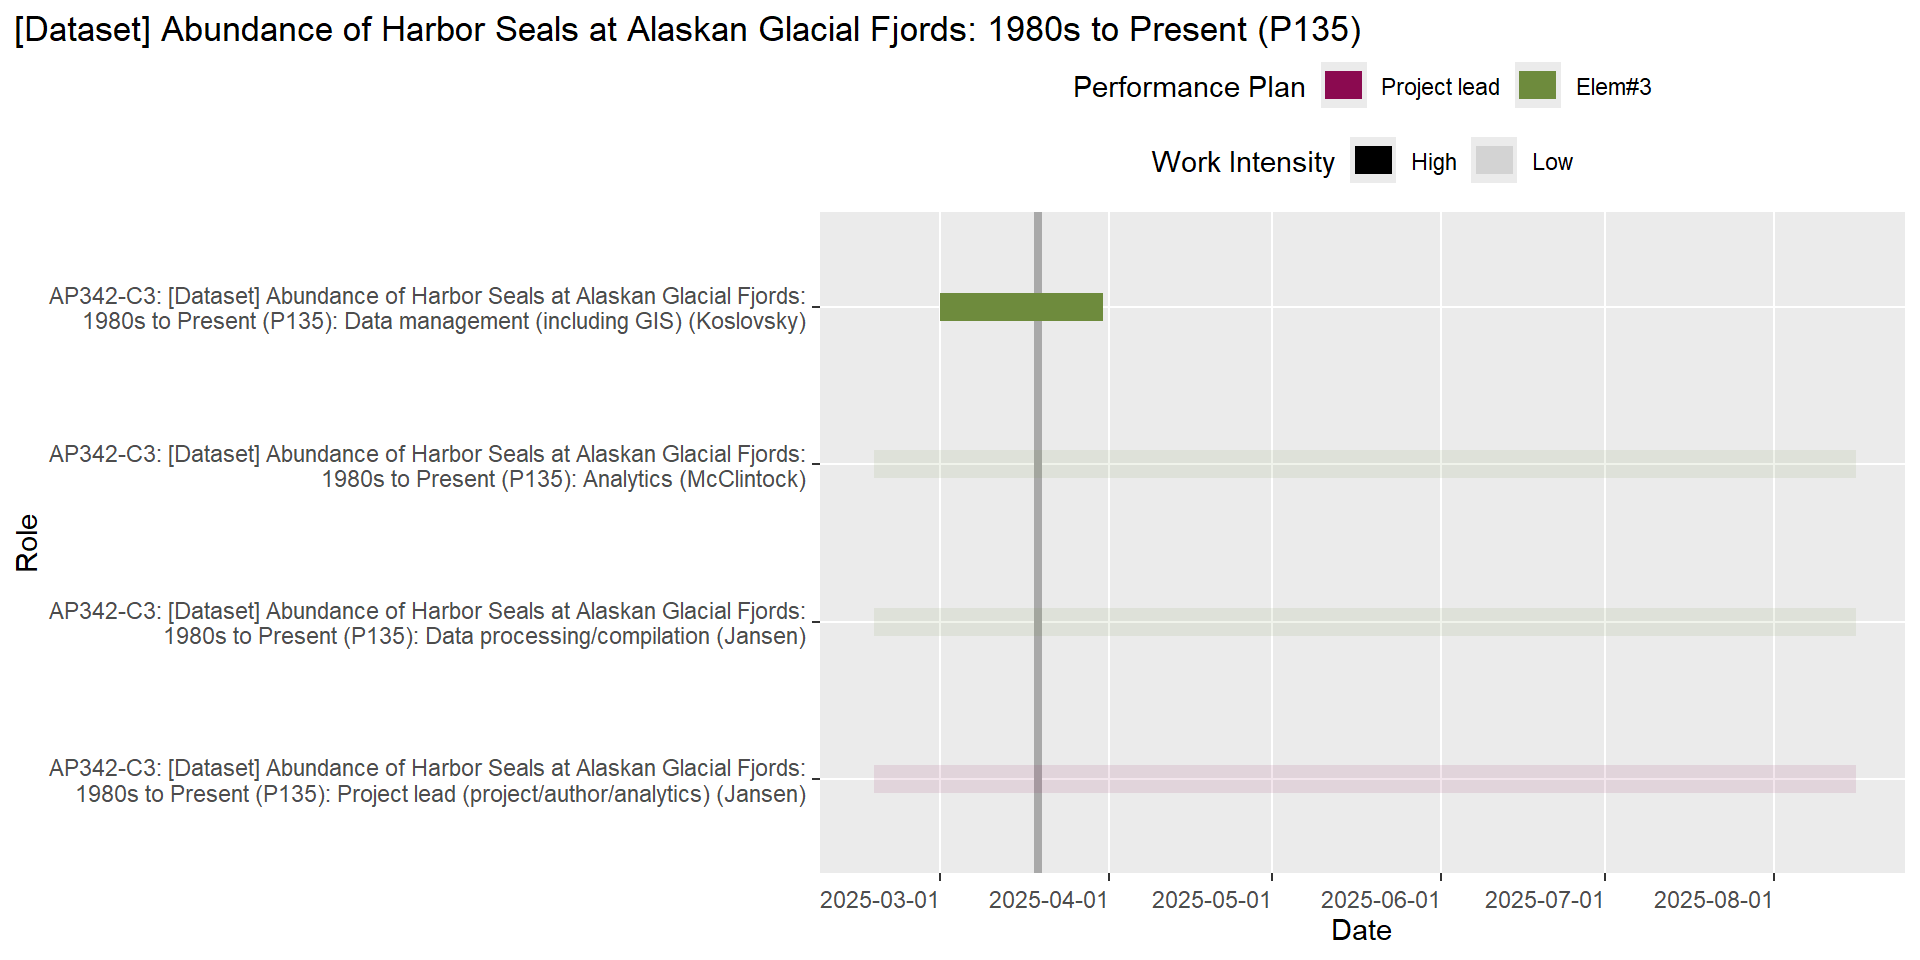 [Dataset] Abundance of Harbor Seals at Alaskan Glacial Fjords: 1980s to Present (P135)
Performance Plan Project lead Elem#3
Work Intensity High Low
AP342-C3: [Dataset] Abundance of Harbor Seals at Alaskan Glacial Fjords:
1980s to Present (P135): Data management (including GIS) (Koslovsky)
AP342-C3: [Dataset] Abundance of Harbor Seals at Alaskan Glacial Fjords:
1980s to Present (P135): Analytics (McClintock)
AP342-C3: [Dataset] Abundance of Harbor Seals at Alaskan Glacial Fjords:
1980s to Present (P135): Data processing/compilation (Jansen)
AP342-C3: [Dataset] Abundance of Harbor Seals at Alaskan Glacial Fjords:
1980s to Present (P135): Project lead (project/author/analytics) (Jansen)
Role
2025-03-01 2025-04-01 2025-05-01 2025-06-01 2025-07-01 2025-08-01
Date